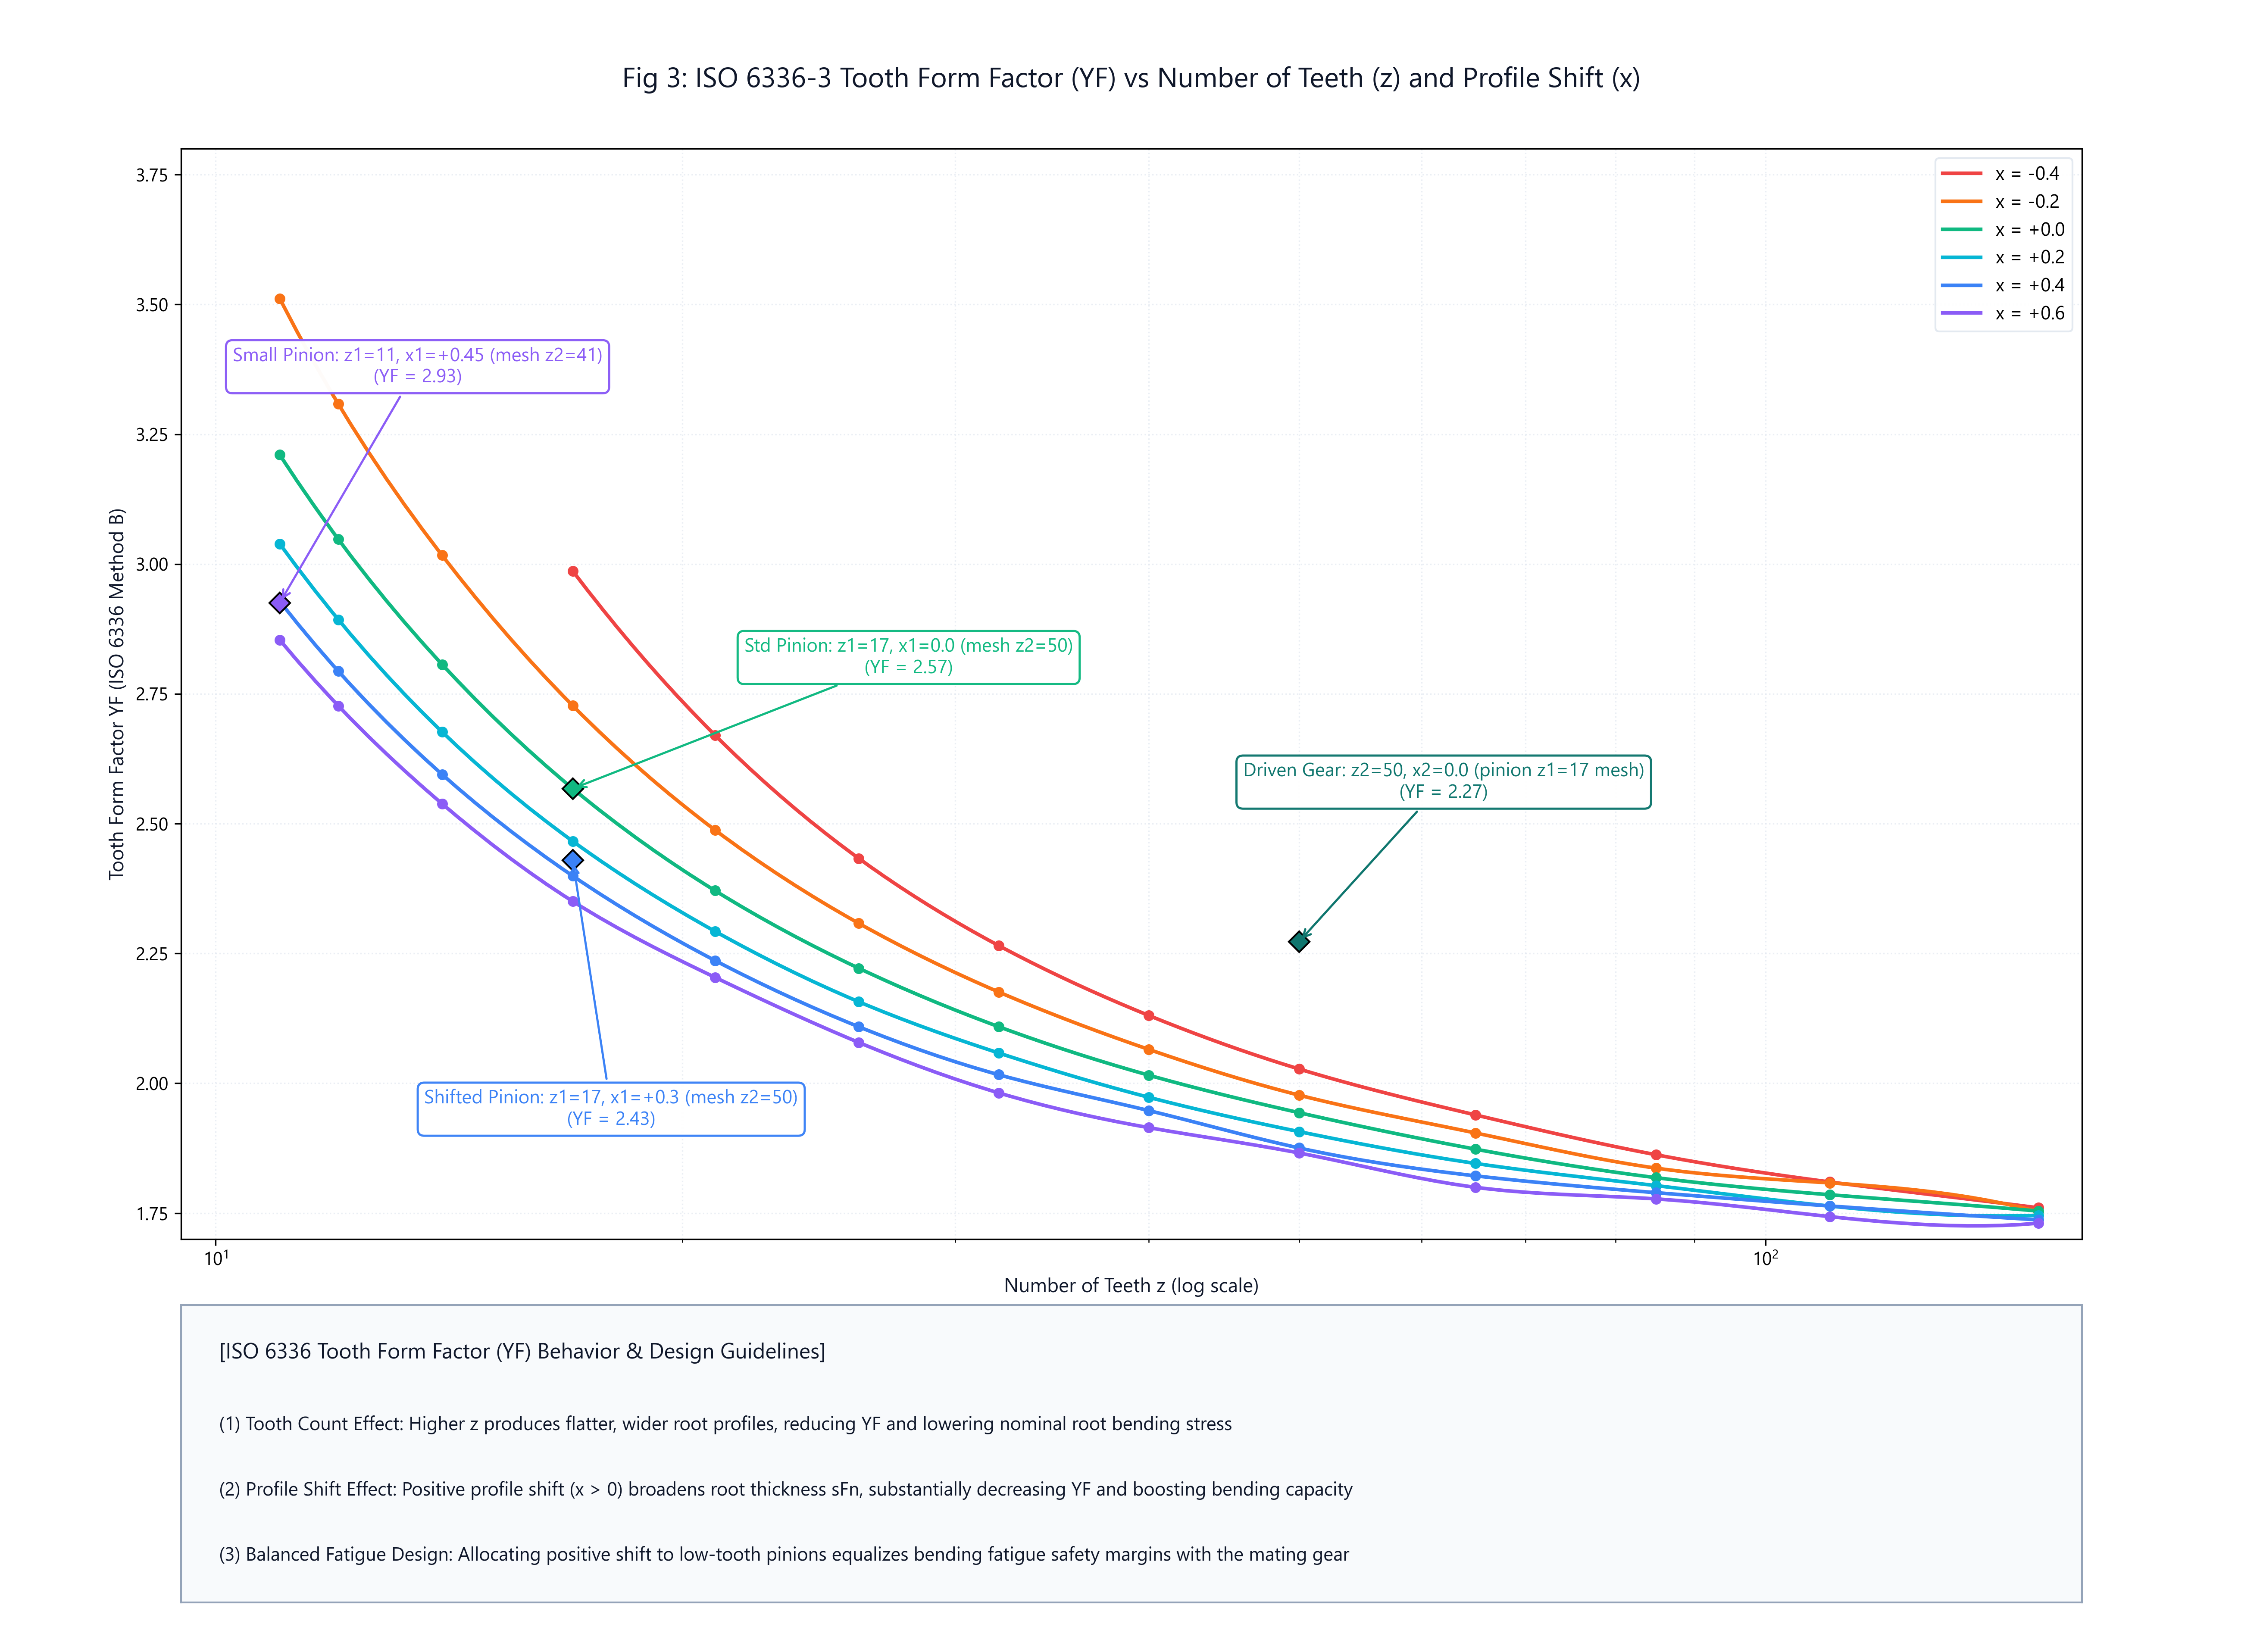 Fig 3: ISO 6336-3 Tooth Form Factor (YF) vs Number of Teeth (z) and Profile Shift (x)
3.75
3.50
3.25
3.00
2.75
2.50
2.25
2.00
1.75
Tooth Form Factor YF (ISO 6336 Method B)
x = -0.4
x = -0.2
x = +0.0
x = +0.2
x = +0.4
x = +0.6
Small Pinion: z1=11, x1=+0.45 (mesh z2=41)
(YF = 2.93)
Std Pinion: z1=17, x1=0.0 (mesh z2=50)
(YF = 2.57)
Driven Gear: z2=50, x2=0.0 (pinion z1=17 mesh)
(YF = 2.27)
Shifted Pinion: z1=17, x1=+0.3 (mesh z2=50)
(YF = 2.43)
10¹
10²
Number of Teeth z (log scale)
[ISO 6336 Tooth Form Factor (YF) Behavior & Design Guidelines]
(1) Tooth Count Effect: Higher z produces flatter, wider root profiles, reducing YF and lowering nominal root bending stress
(2) Profile Shift Effect: Positive profile shift (x > 0) broadens root thickness sFn, substantially decreasing YF and boosting bending capacity
(3) Balanced Fatigue Design: Allocating positive shift to low-tooth pinions equalizes bending fatigue safety margins with the mating gear